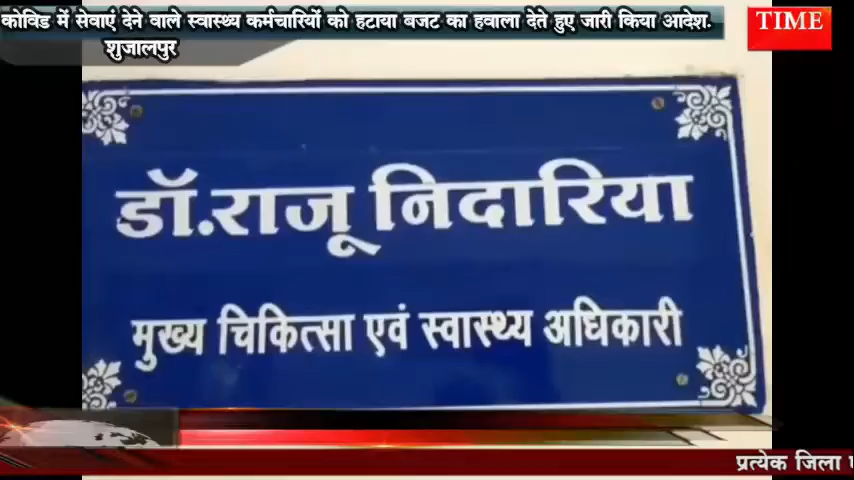 कोविड में सेवाएं देने वाले स्वास्थ्य कर्मचारियों को हटाया बजट का हवाला देते हुए जारी किया आदेश.
TIME
शुजालपुर
डॉ.राजू निदारिया
मुख्य चिकित्सा एवं स्वास्थ्य अधिकारी
प्रत्येक जिला